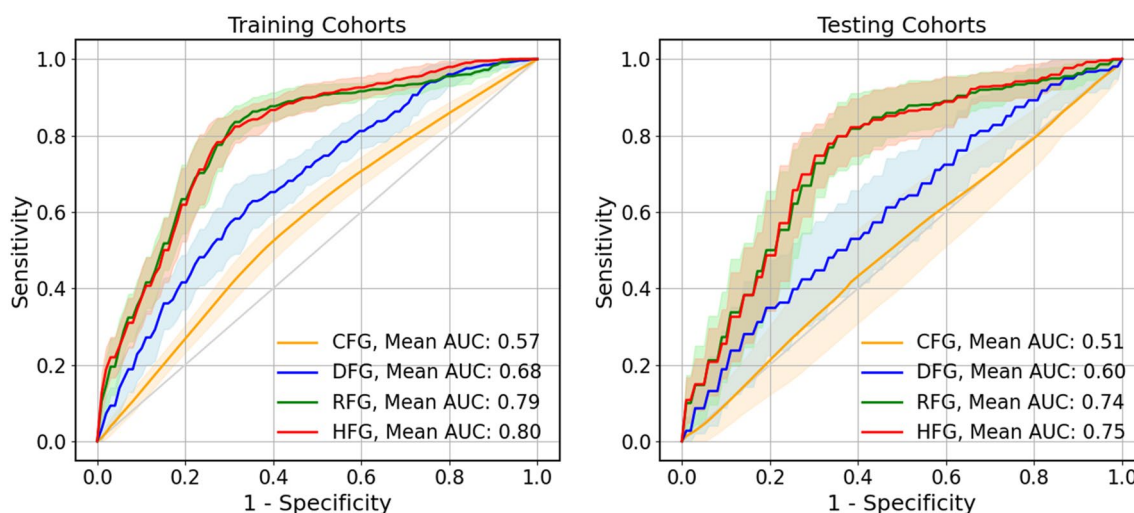 Training Cohorts
1.0
0.8
0.6
0.4
0.2
0.0
Sensitivity
CFG, Mean AUC: 0.57
DFG, Mean AUC: 0.68
RFG, Mean AUC: 0.79
HFG, Mean AUC: 0.80
0.0 0.2 0.4 0.6 0.8 1.0
1 - Specificity
Testing Cohorts
1.0
0.8
0.6
0.4
0.2
0.0
Sensitivity
CFG, Mean AUC: 0.51
DFG, Mean AUC: 0.60
RFG, Mean AUC: 0.74
HFG, Mean AUC: 0.75
0.0 0.2 0.4 0.6 0.8 1.0
1 - Specificity